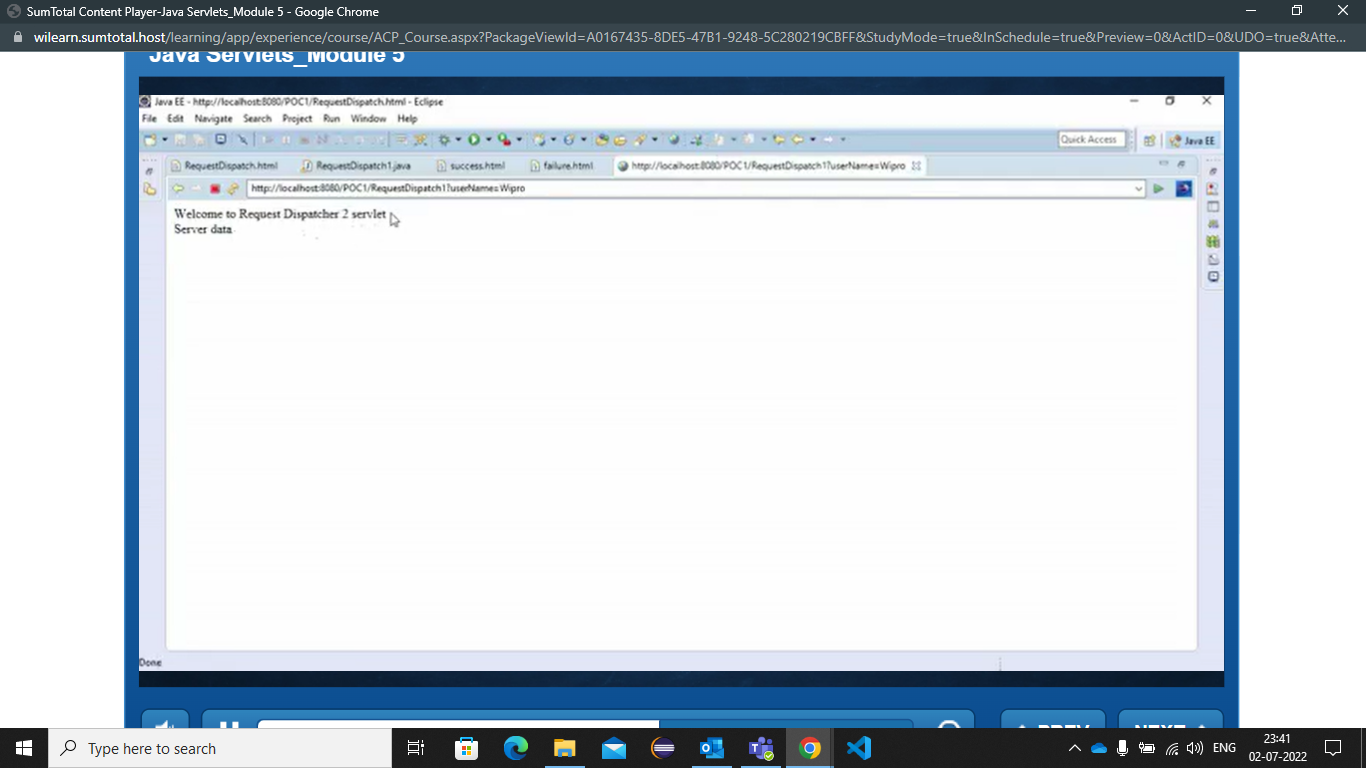 SumTotal Content Player-Java Servlets_Module 5 - Google Chrome
wilearn.sumtotal.host/learning/app/experience/course/ACP_Course.aspx?PackageViewId=A0167435-8DE5-47B1-9248-5C280219CBFF&StudyMode=true&InSchedule=true&Preview=0&ActID=0&UDO=true&Atte...
Java Servlets_Module 5
Java EE - http://localhost:8080/POC1/RequestDispatch.html - Eclipse
File Edit Navigate Search Project Run Window Help
Quick Access Java EE
RequestDispatch.html RequestDispatch1.java success.html failure.html http://localhost:8080/POC1/RequestDispatch1?userName=Wipro
http://localhost:8080/POC1/RequestDispatch1?userName=Wipro
Welcome to Request Dispatcher 2 servlet
Server data
Done
PREV NEXT
Type here to search
ENG
23:41
02-07-2022